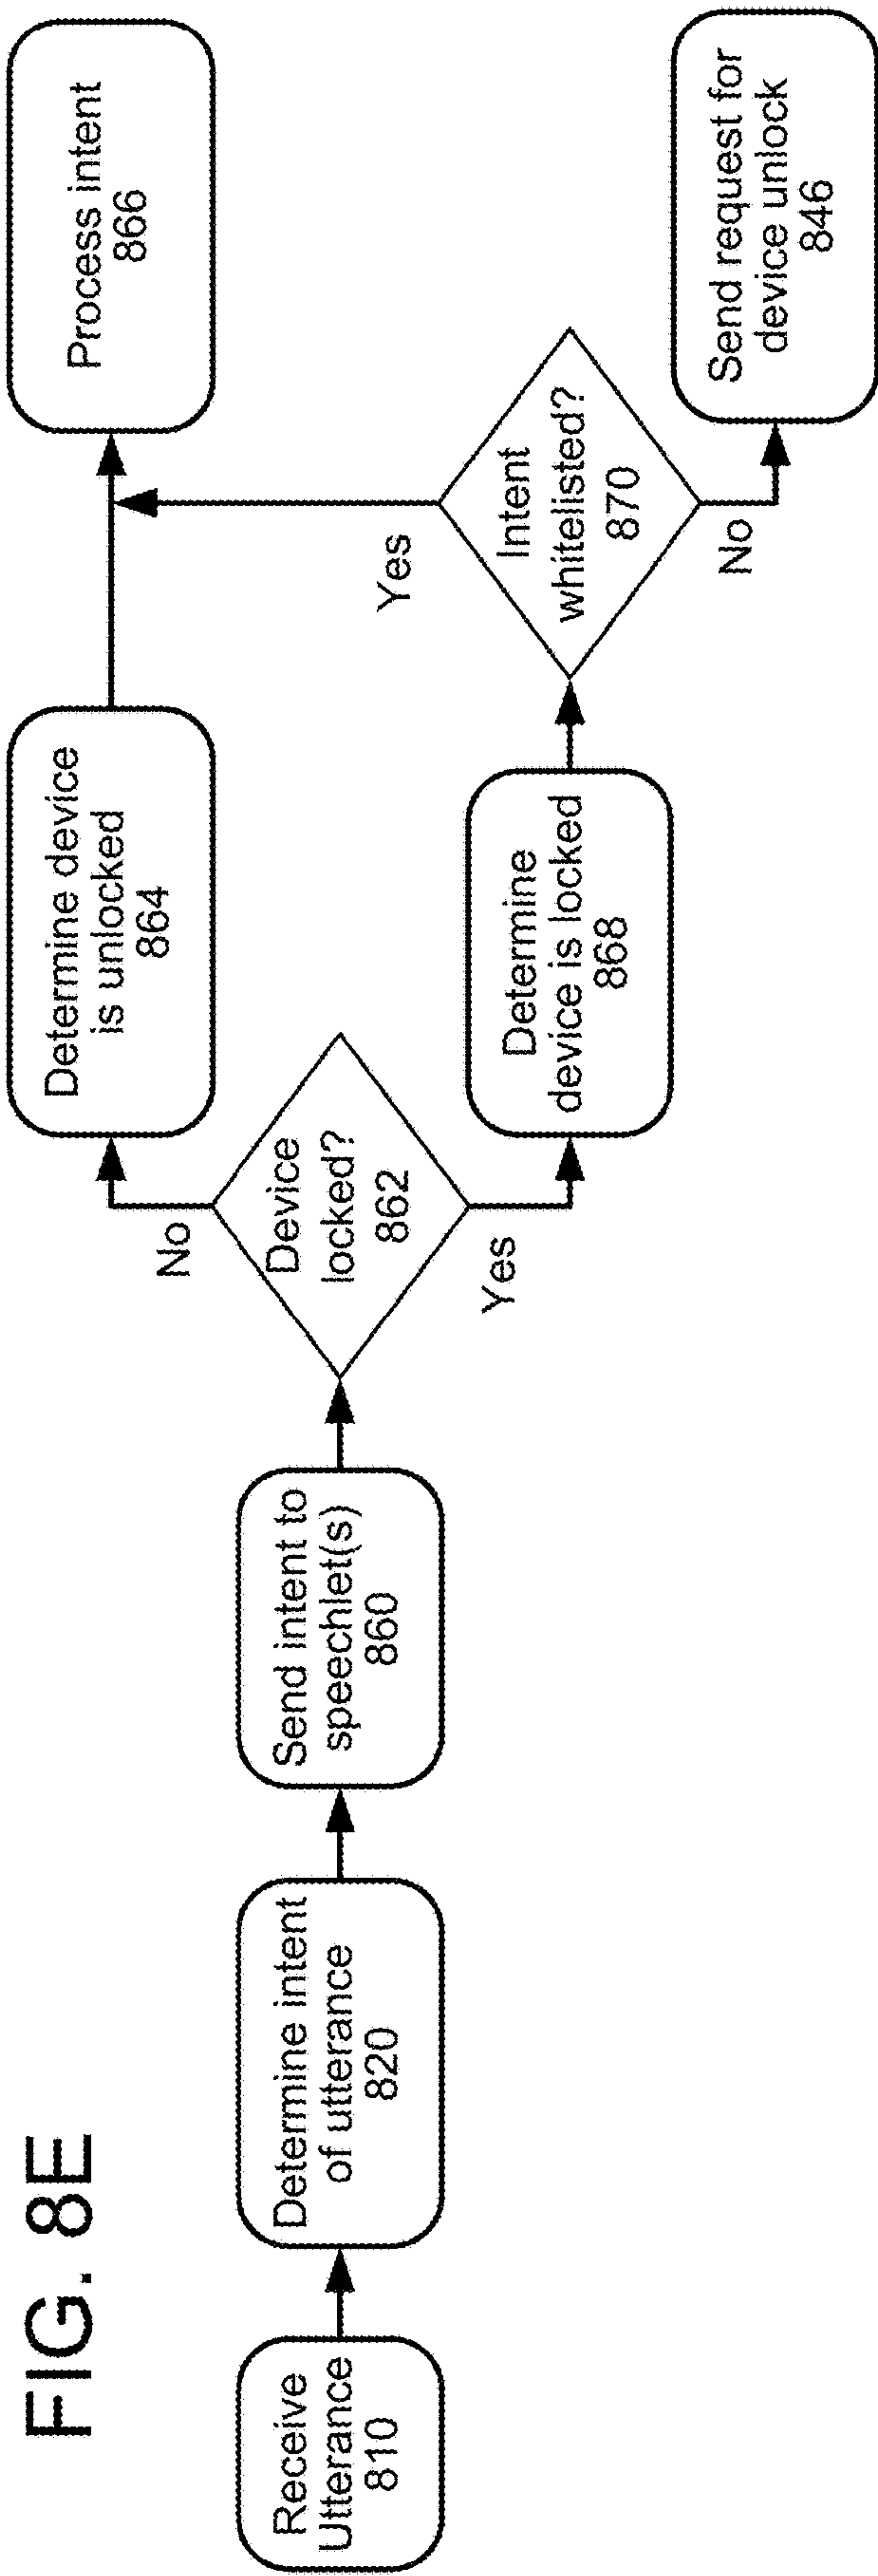 FIG. 8E
Receive
Utterance
810
Determine intent
of utterance
820
Send intent to
speechlet(s)
860
Device
locked?
862
No
Yes
Determine device
is unlocked
864
Determine
device is locked
868
Process intent
866
Intent
whitelisted?
870
Yes
No
Send request for
device unlock
846